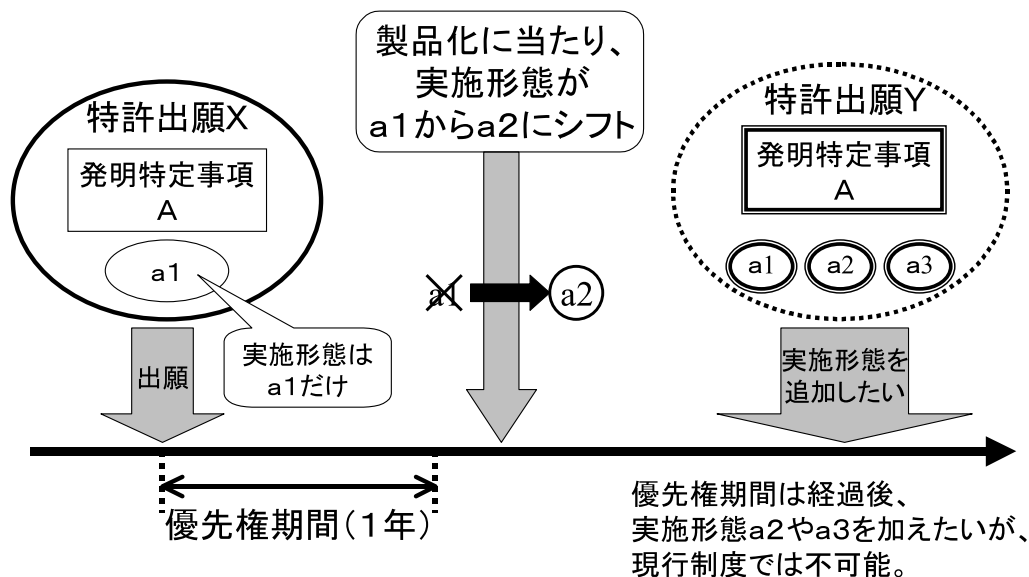 特許出願X
発明特定事項
A
a1
実施形態は
a1だけ
出願
製品化に当たり、
実施形態が
a1からa2にシフト
a1
a2
特許出願Y
発明特定事項
A
a1
a2
a3
実施形態を
追加したい
優先権期間(1年)
優先権期間は経過後、
実施形態a2やa3を加えたいが、
現行制度では不可能。